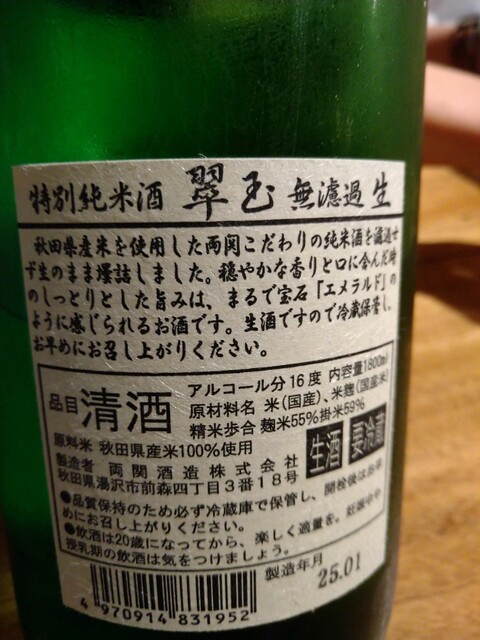 特別純米酒 翠玉 無濾過生
秋田県産米を使用した両関こだわりの純米酒を濾過せ
ず生のまま壜詰しました。穏やかな香りと口に含んだ時
のしっとりとした旨みは、まるで宝石「エメラルド」の
ように感じられるお酒です。生酒ですので冷蔵保管し、
お早めにお召し上がりください。
品目 清酒
アルコール分16度 内容量1800ml
原材料名 米(国産)、米麹(国産米)
精米歩合 麹米55%掛米59%
原料米 秋田県産米100%使用
生酒 要冷蔵
製造者 両関酒造株式会社
秋田県湯沢市前森四丁目3番18号
●品質保持のため必ず冷蔵庫で保管し、開栓後はお早
めにお召し上がりください。
●飲酒は20歳になってから、楽しく適量を。妊娠中や
授乳期の飲酒は気をつけましょう。
製造年月
25.01
4 970914 831952